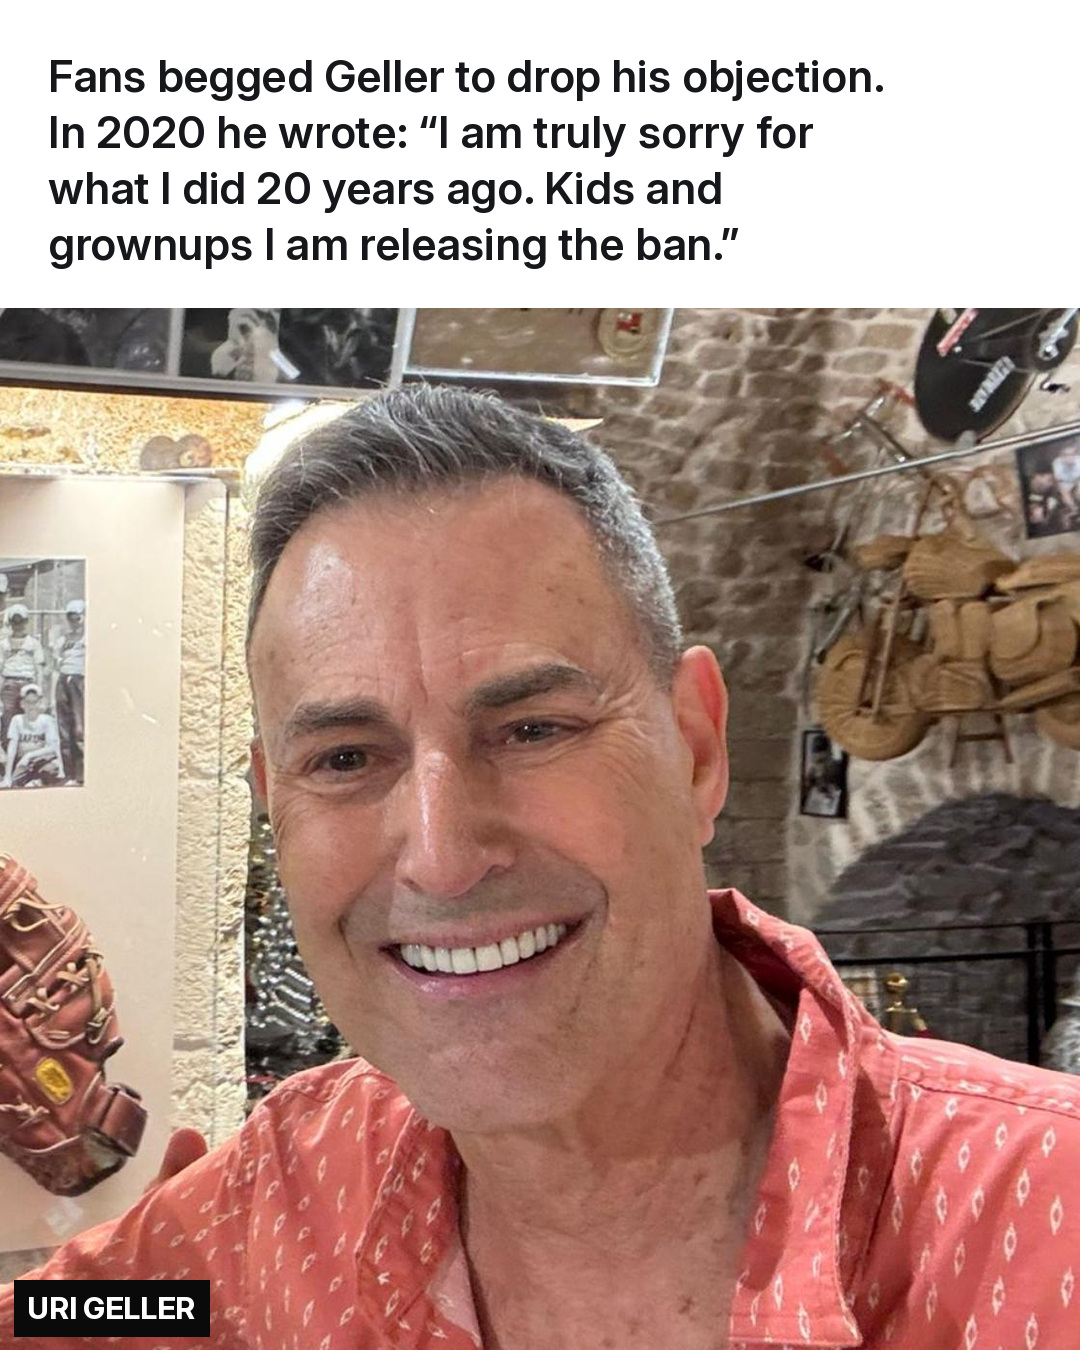 Fans begged Geller to drop his objection.
In 2020 he wrote: “I am truly sorry for
what I did 20 years ago. Kids and
grownups I am releasing the ban.”
URI GELLER